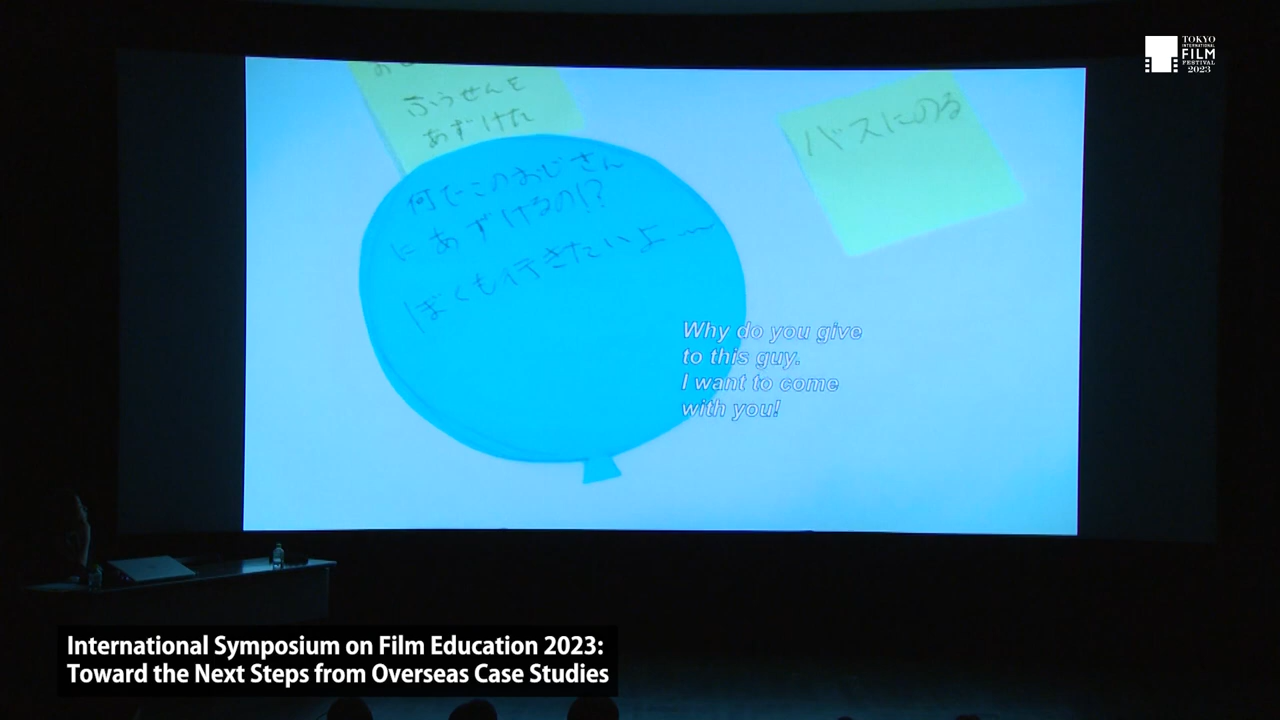 TOKYO
INTERNATIONAL
FILM
FESTIVAL
2023
ふうせんを
あずけた
バスにのる
何でこのおじさん
にあずけるの!?
ぼくも行きたいよ〜
Why do you give
to this guy.
I want to come
with you!
International Symposium on Film Education 2023:
Toward the Next Steps from Overseas Case Studies